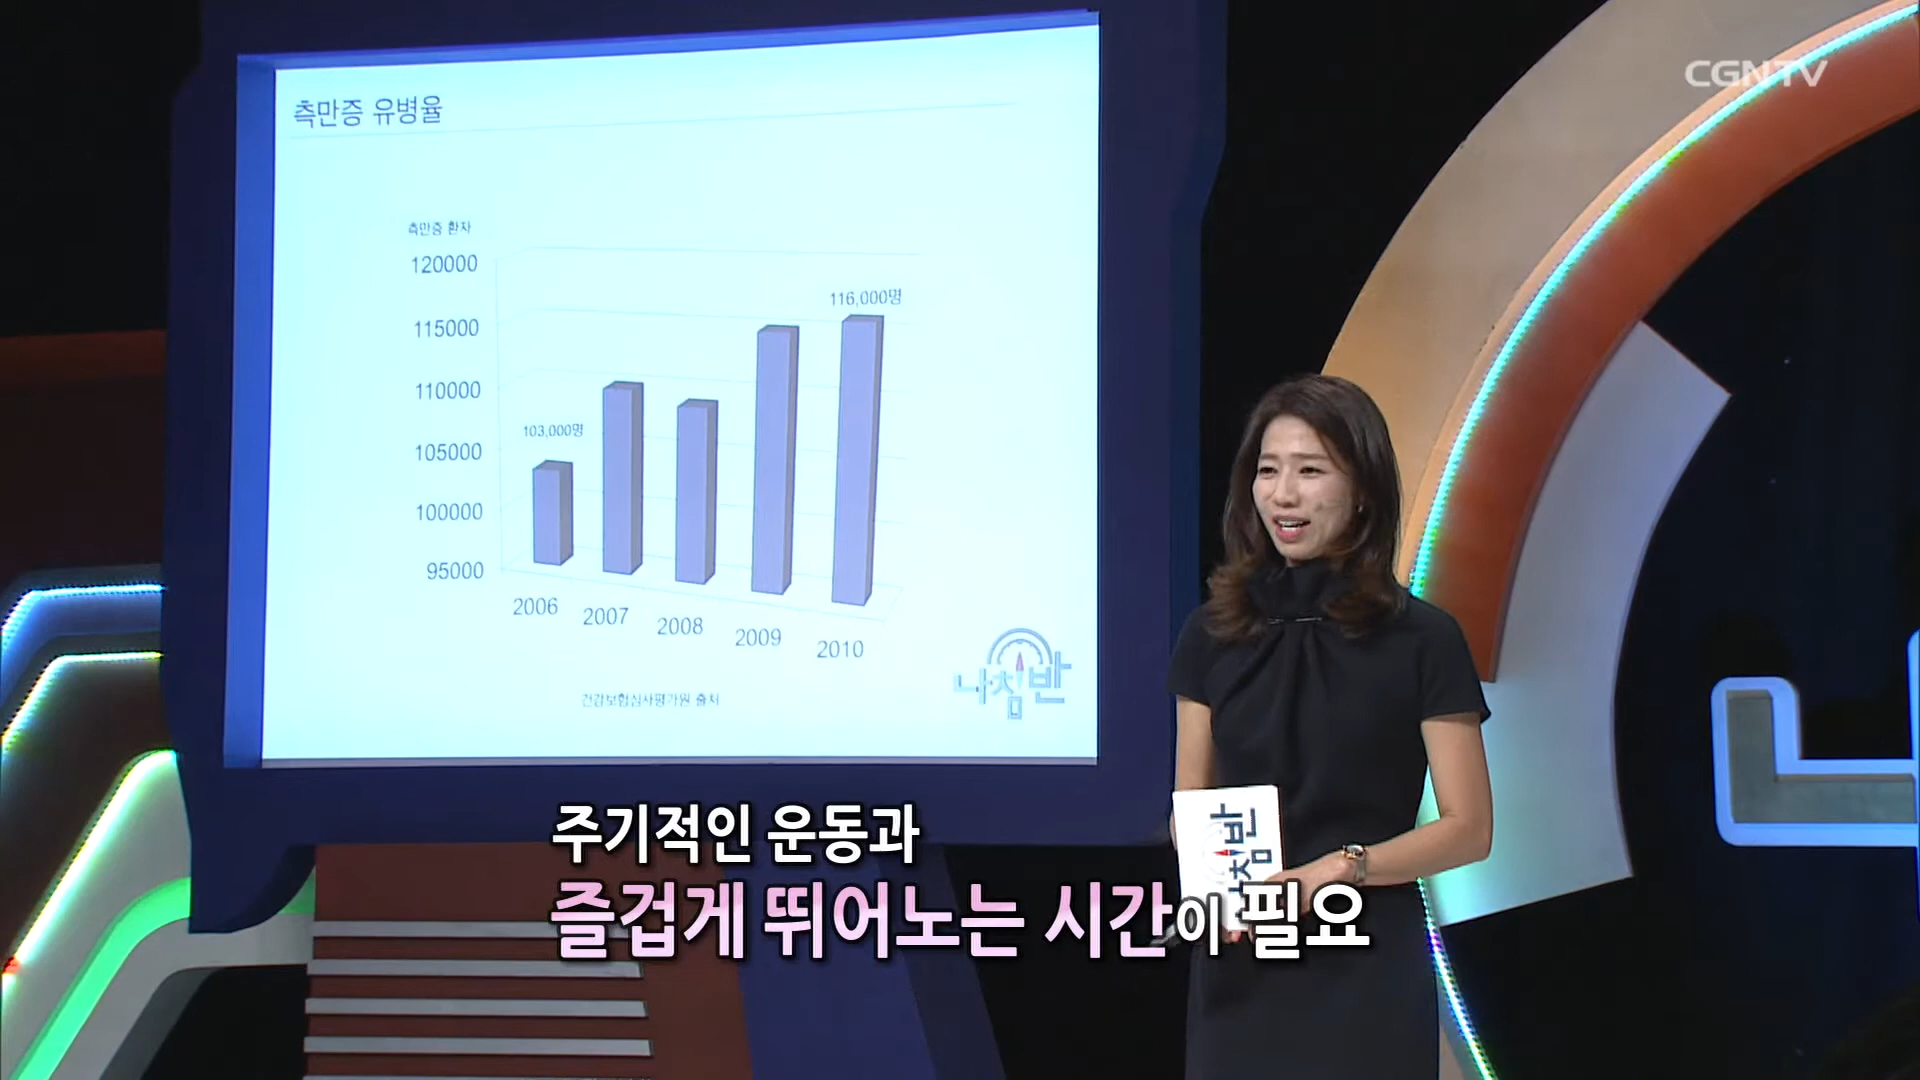 CGNTV
측만증 유병율
측만증 환자
120000
115000
110000
105000
100000
95000
103,000명
116,000명
2006
2007
2008
2009
2010
건강보험심사평가원 출처
나침반
나침반
주기적인 운동과
즐겁게 뛰어노는 시간이 필요